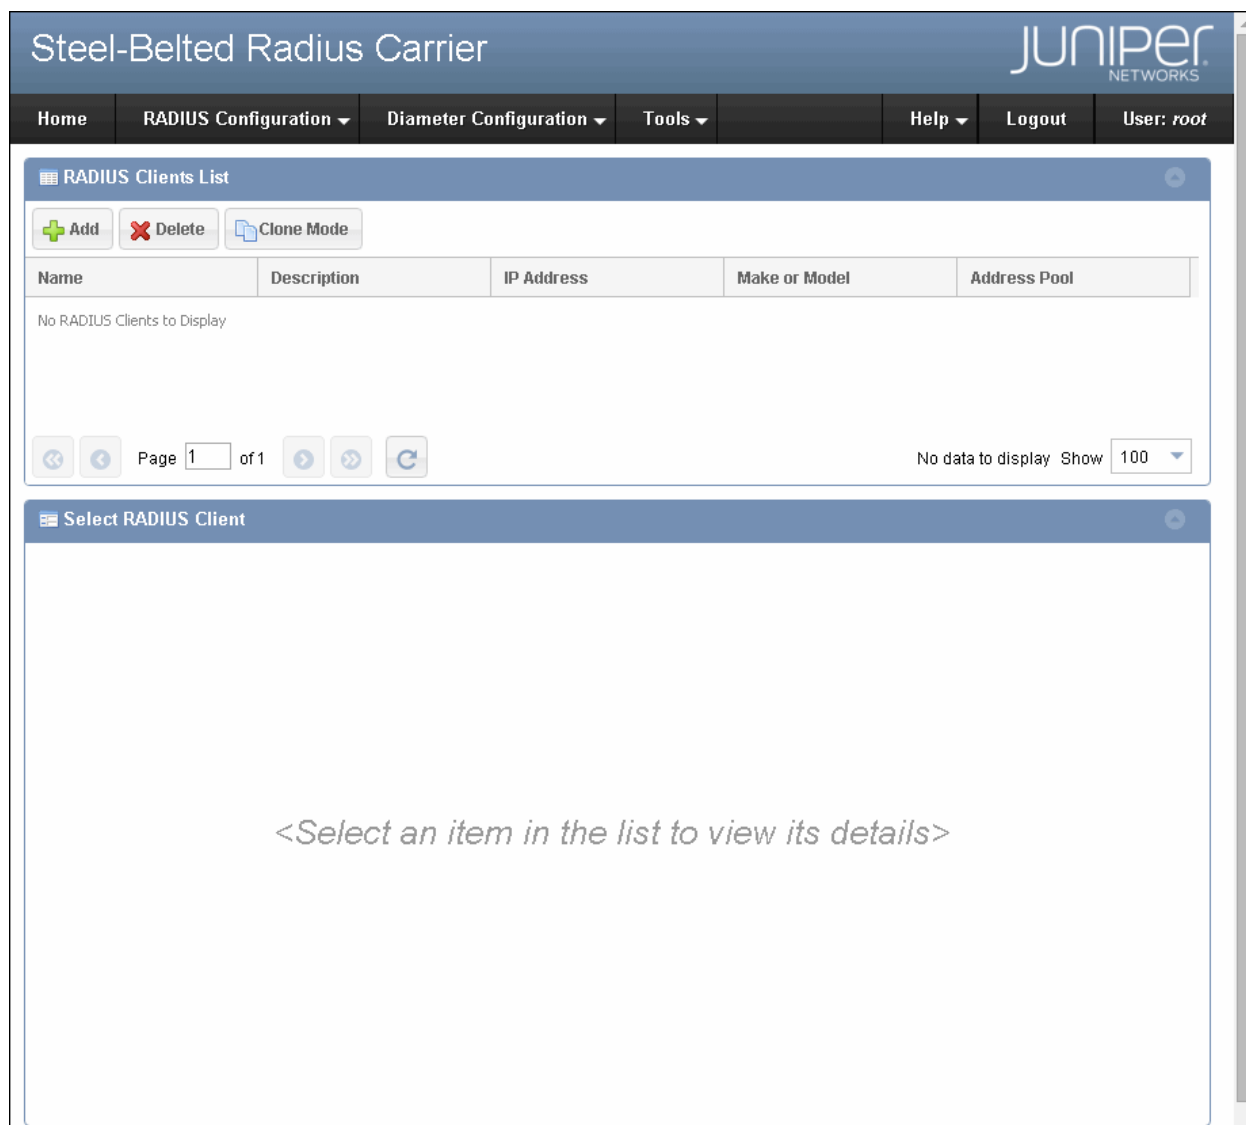 Steel-Belted Radius Carrier
JUNIPer
NETWORKS
Home RADIUS Configuration Diameter Configuration Tools Help Logout User: root
RADIUS Clients List
Add Delete Clone Mode
Name Description IP Address Make or Model Address Pool
No RADIUS Clients to Display
Page 1 of 1 No data to display Show 100
Select RADIUS Client
<Select an item in the list to view its details>